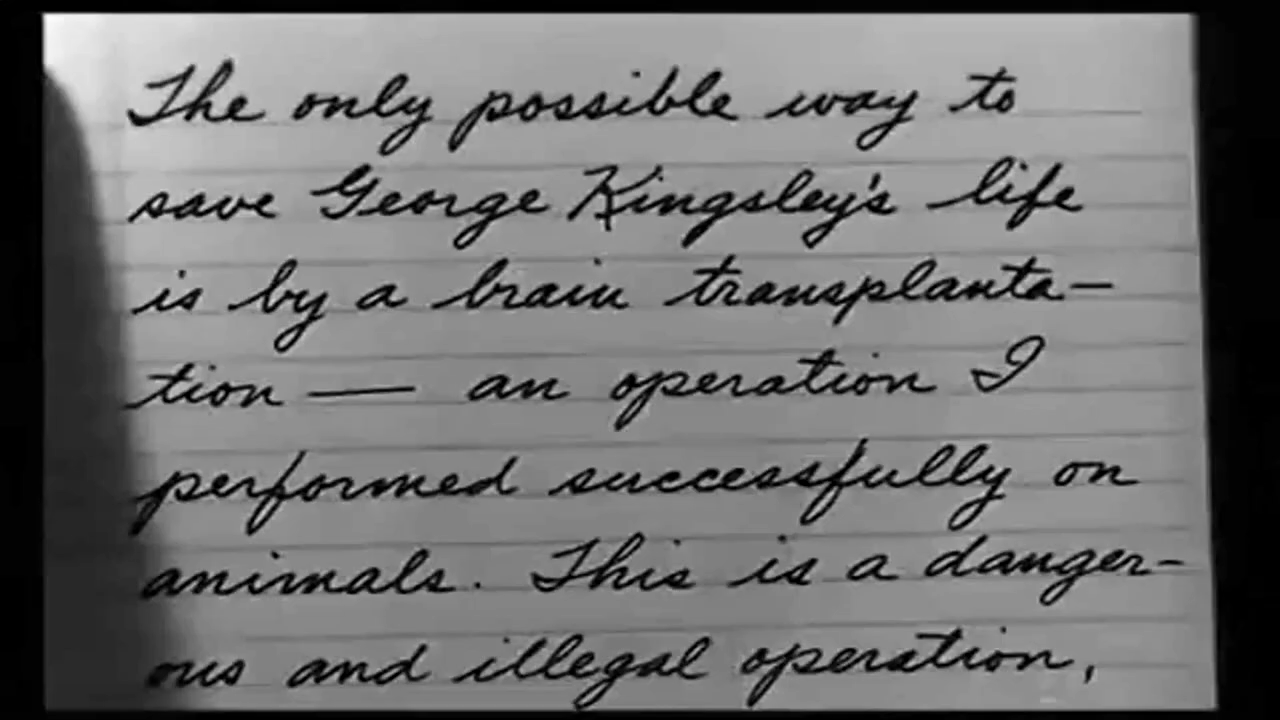 The only possible way to
save George Kingsley's life
is by a brain transplanta-
tion — an operation I
performed successfully on
animals. This is a danger-
ous and illegal operation,